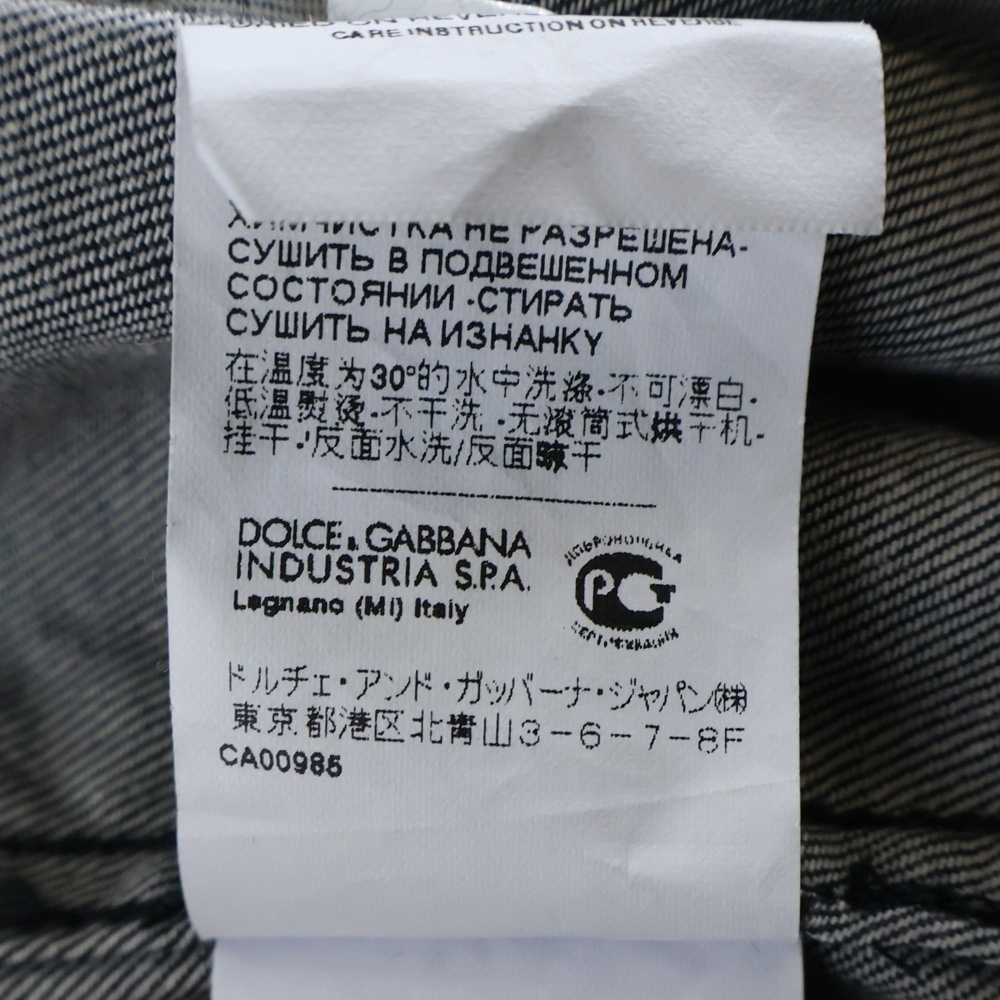 CARE INSTRUCTION ON REVERSE
ХИМЧИСТКА НЕ РАЗРЕШЕНА-
СУШИТЬ В ПОДВЕШЕННОМ
СОСТОЯНИИ -СТИРАТЬ
СУШИТЬ НА ИЗНАНКУ
在温度为30°的水中洗涤.不可漂白.
低温熨烫.不干洗.无滚筒式烘干机.
挂干.反面水洗/反面晾干
DOLCE & GABBANA
INDUSTRIA S.P.A.
Legnano (Mi) Italy
ДОБРОВОЛЬНАЯ
РСТ
СЕРТИФИКАЦИЯ
ドルチェ・アンド・ガッバーナ・ジャパン㈱
東京都港区北青山3-6-7-8F
CA00985